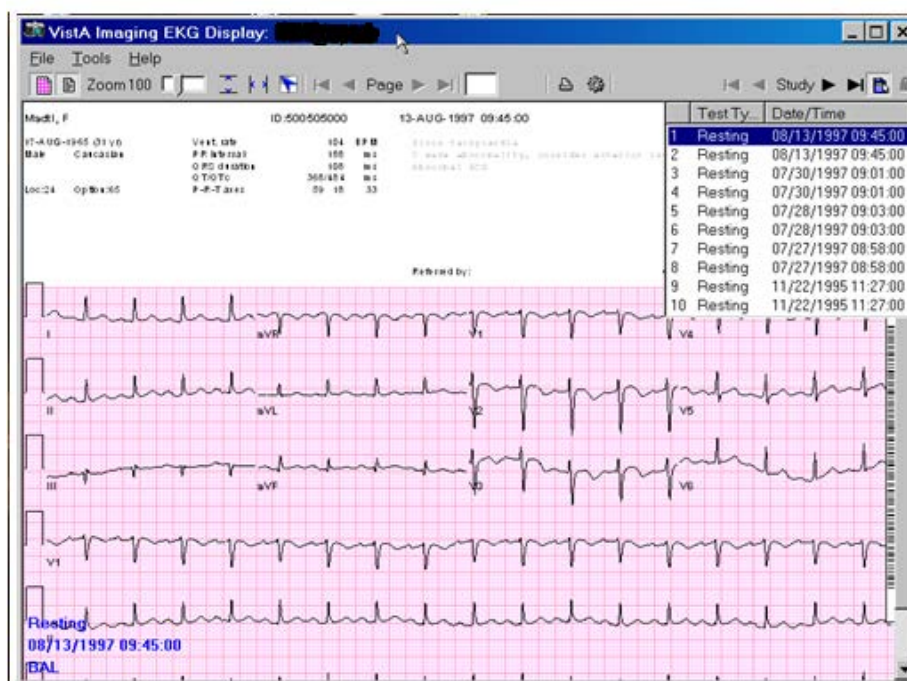 VistA Imaging EKG Display:
File Tools Help
Zoom 100 Page Study
Test Ty... Date/Time
1 Resting 08/13/1997 09:45:00
2 Resting 08/13/1997 09:45:00
3 Resting 07/30/1997 09:01:00
4 Resting 07/30/1997 09:01:00
5 Resting 07/28/1997 09:03:00
6 Resting 07/28/1997 09:03:00
7 Resting 07/27/1997 08:58:00
8 Resting 07/27/1997 08:58:00
9 Resting 11/22/1995 11:27:00
10 Resting 11/22/1995 11:27:00
ID:500505000 13-AUG-1997 09:45:00
Male Caucasian
Vent. rate 104 BPM
PR interval ms
QRS duration ms
QT/QTc ms
P-R-T axes 59 18 33
Loc:24 Option:65
Sinus tachycardia
Abnormal ECG
Referred by:
I aVR V1 V4
II aVL V2 V5
III aVF V3 V6
V1
II
Resting
08/13/1997 09:45:00
BAL